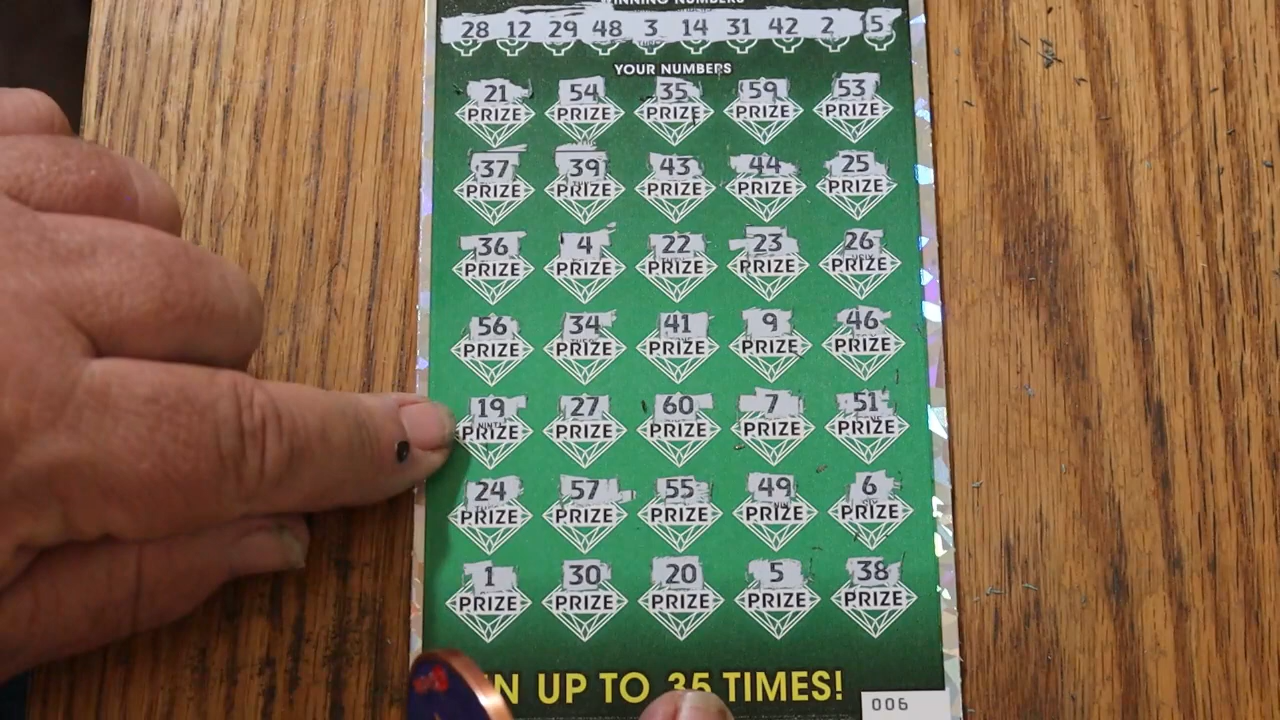 WINNING NUMBERS
28 12 29 48 3 14 31 42 2 15
YOUR NUMBERS
21 54 35 59 53
PRIZE PRIZE PRIZE PRIZE PRIZE
37 39 43 44 25
PRIZE PRIZE PRIZE PRIZE PRIZE
36 4 22 23 26
PRIZE PRIZE PRIZE PRIZE PRIZE
56 34 41 9 46
PRIZE PRIZE PRIZE PRIZE PRIZE
19 27 60 7 51
PRIZE PRIZE PRIZE PRIZE PRIZE
24 57 55 49 6
PRIZE PRIZE PRIZE PRIZE PRIZE
1 30 20 5 38
PRIZE PRIZE PRIZE PRIZE PRIZE
IN UP TO 35 TIMES!
006